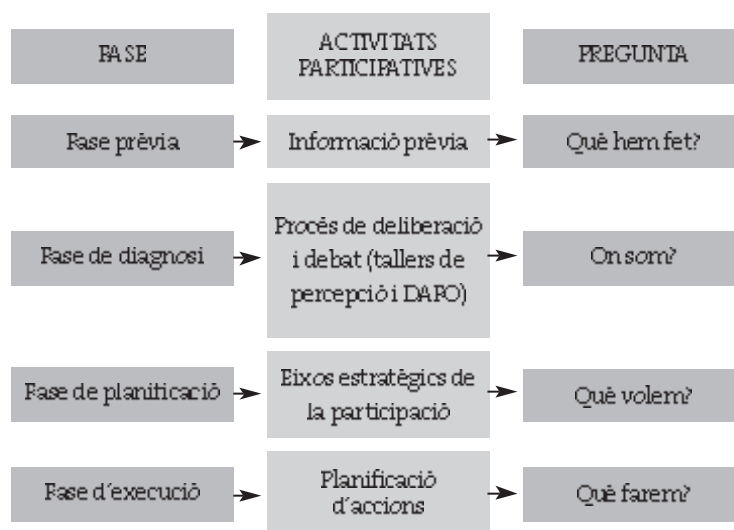 FASE
ACTIVITATS
PARTICIPATIVES
PREGUNTA
Fase prèvia
Informació prèvia
Què hem fet?
Fase de diagnosi
Procés de deliberació
i debat (tallers de
percepció i DAFO)
On som?
Fase de planificació
Eixos estratègics de
la participació
Què volem?
Fase d´execució
Planificació
d´accions
Què farem?